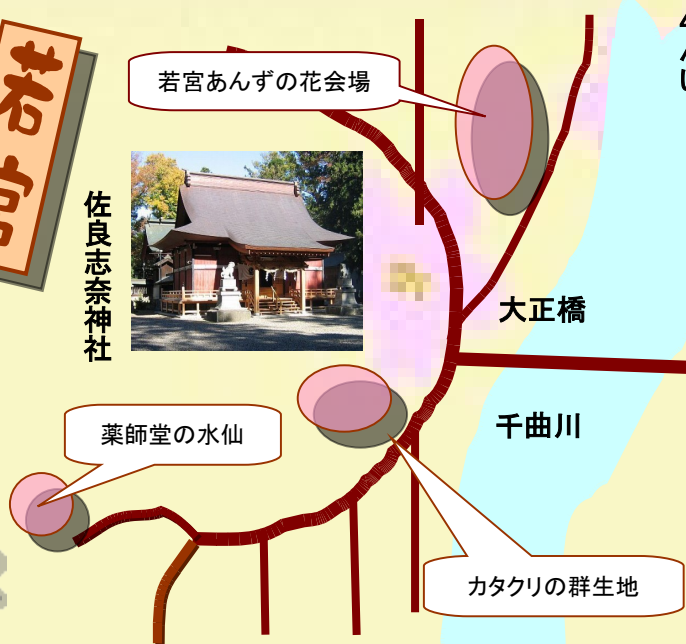 若宮
若宮あんずの花会場
佐良志奈神社
大正橋
千曲川
薬師堂の水仙
カタクリの群生地